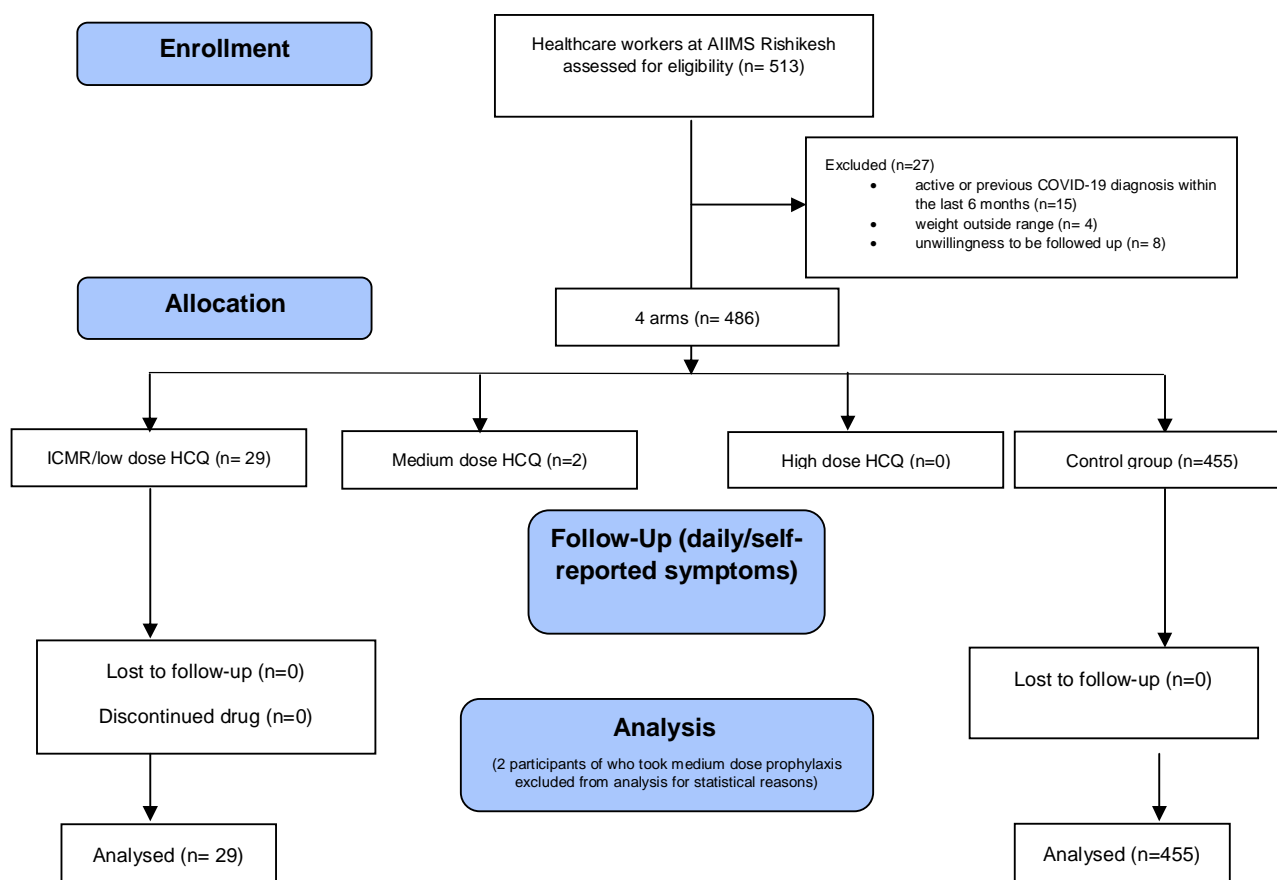 Enrollment
Healthcare workers at AIIMS Rishikesh
assessed for eligibility (n= 513)
Excluded (n=27)
• active or previous COVID-19 diagnosis within
the last 6 months (n=15)
• weight outside range (n= 4)
• unwillingness to be followed up (n= 8)
Allocation
4 arms (n= 486)
ICMR/low dose HCQ (n= 29)
Medium dose HCQ (n=2)
High dose HCQ (n=0)
Control group (n=455)
Follow-Up (daily/self-
reported symptoms)
Lost to follow-up (n=0)
Discontinued drug (n=0)
Lost to follow-up (n=0)
Analysis
(2 participants of who took medium dose prophylaxis
excluded from analysis for statistical reasons)
Analysed (n= 29)
Analysed (n=455)